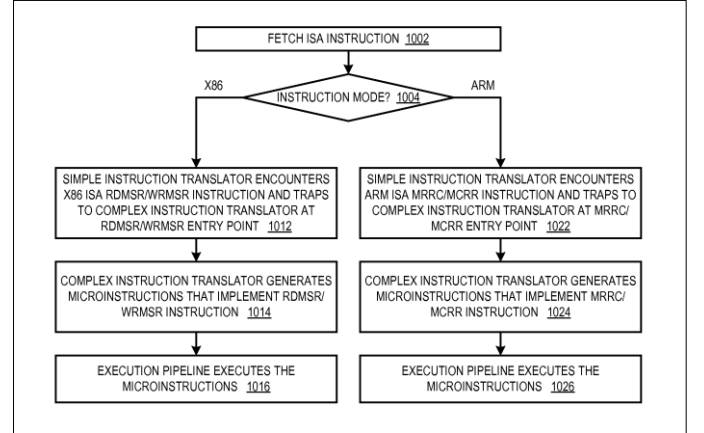 FETCH ISA INSTRUCTION 1002
INSTRUCTION MODE? 1004
X86
ARM
SIMPLE INSTRUCTION TRANSLATOR ENCOUNTERS
X86 ISA RDMSR/WRMSR INSTRUCTION AND TRAPS
TO COMPLEX INSTRUCTION TRANSLATOR AT
RDMSR/WRMSR ENTRY POINT 1012
SIMPLE INSTRUCTION TRANSLATOR ENCOUNTERS
ARM ISA MRRC/MCRR INSTRUCTION AND TRAPS TO
COMPLEX INSTRUCTION TRANSLATOR AT MRRC/
MCRR ENTRY POINT 1022
COMPLEX INSTRUCTION TRANSLATOR GENERATES
MICROINSTRUCTIONS THAT IMPLEMENT RDMSR/
WRMSR INSTRUCTION 1014
COMPLEX INSTRUCTION TRANSLATOR GENERATES
MICROINSTRUCTIONS THAT IMPLEMENT MRRC/
MCRR INSTRUCTION 1024
EXECUTION PIPELINE EXECUTES THE
MICROINSTRUCTIONS 1016
EXECUTION PIPELINE EXECUTES THE
MICROINSTRUCTIONS 1026